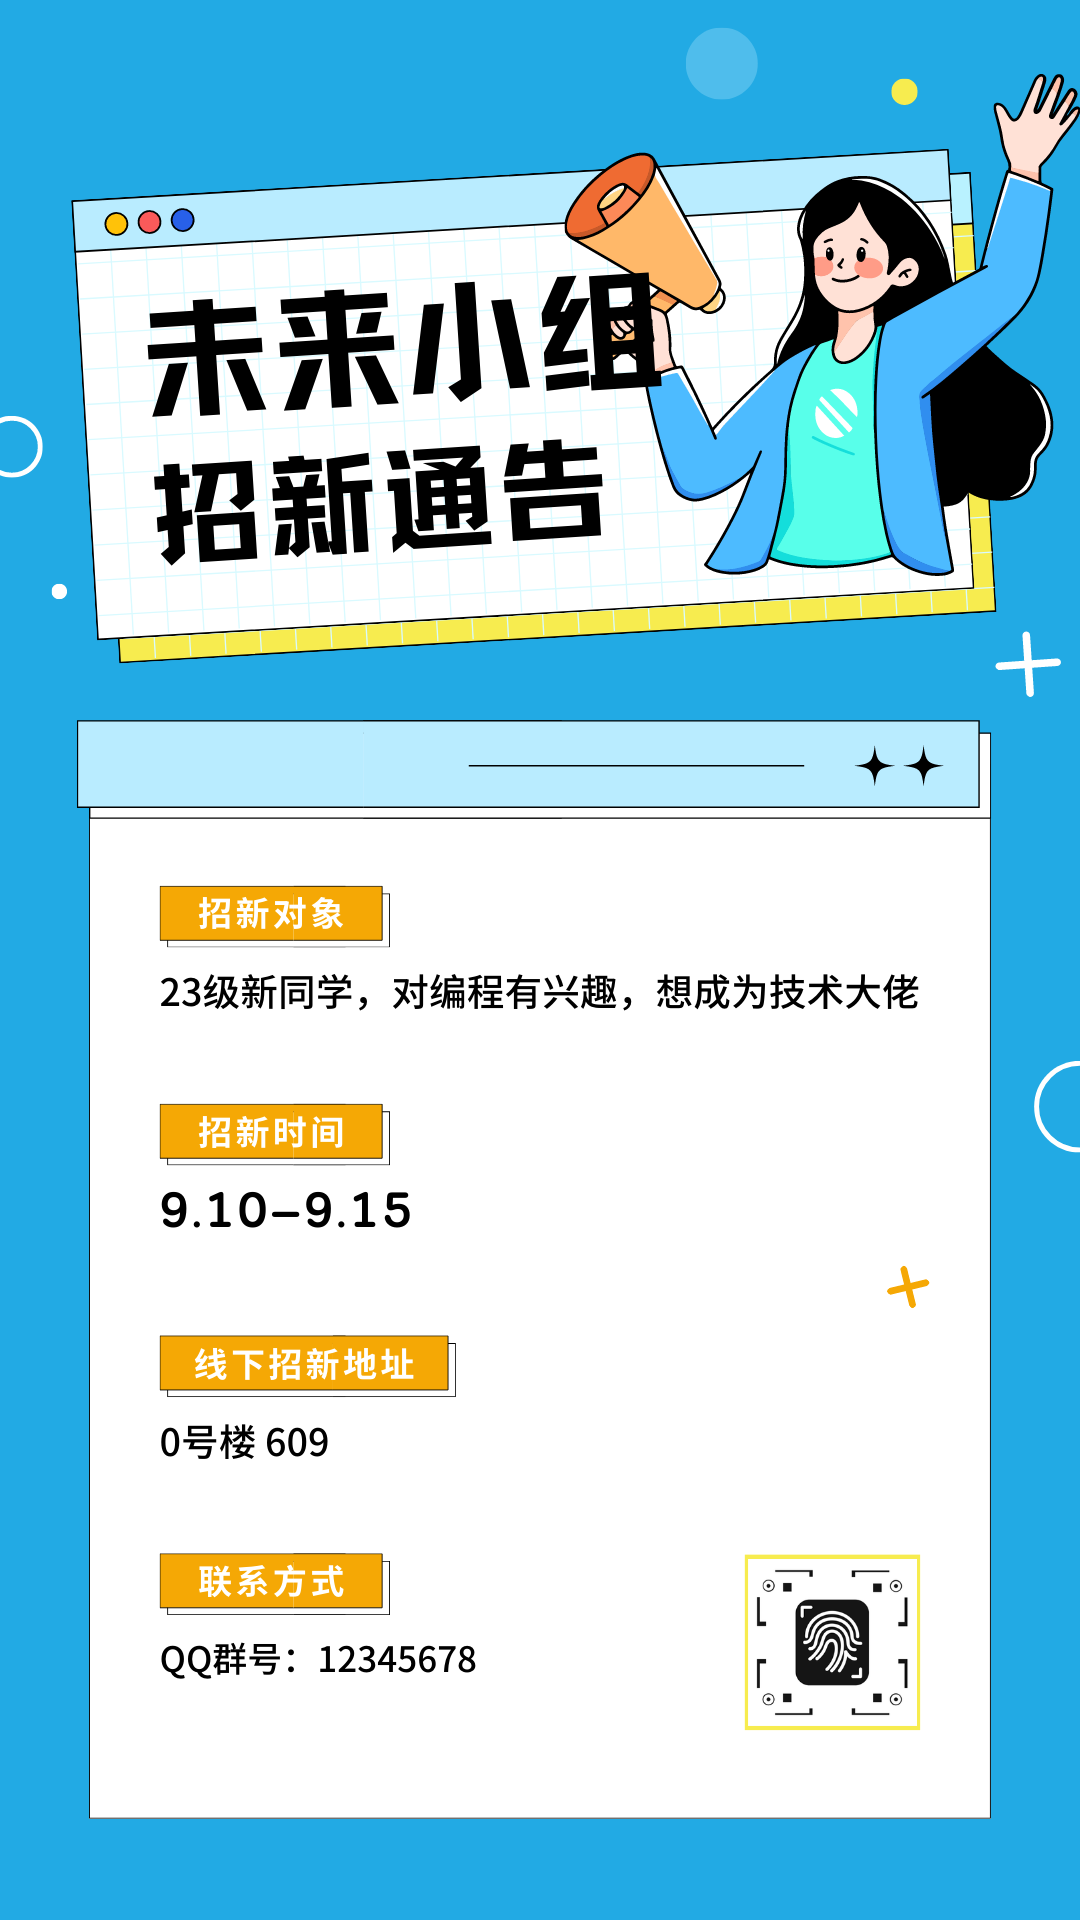 未来小组
招新通告
招新对象
23级新同学，对编程有兴趣，想成为技术大佬
招新时间
9.10-9.15
线下招新地址
0号楼 609
联系方式
QQ群号：12345678